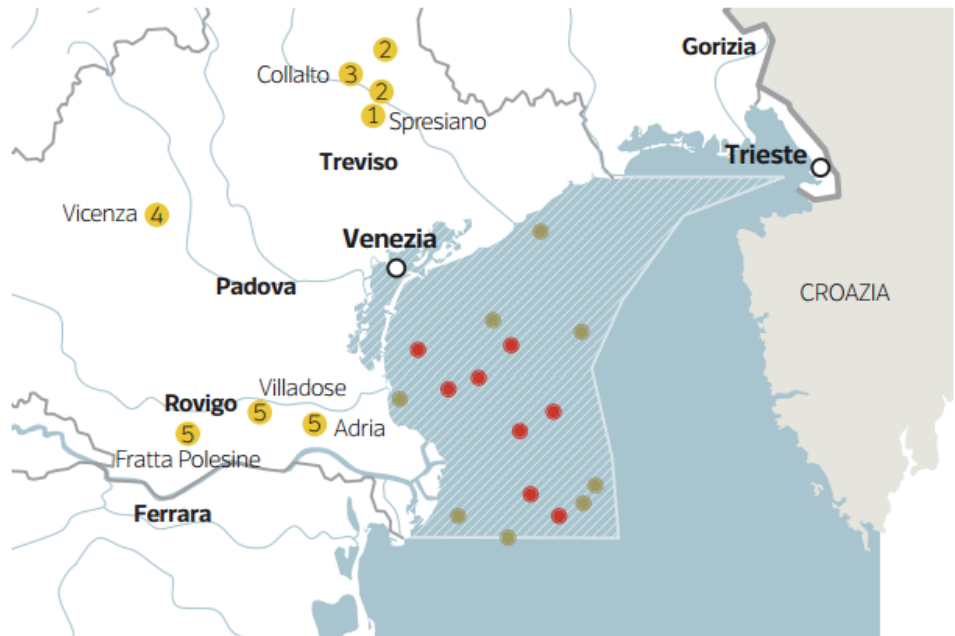 Gorizia
2
Collalto 3
2
1 Spresiano
Trieste
Treviso
Vicenza 4
Venezia
Padova
CROAZIA
Villadose
Rovigo 5
5 Adria
5
Fratta Polesine
Ferrara